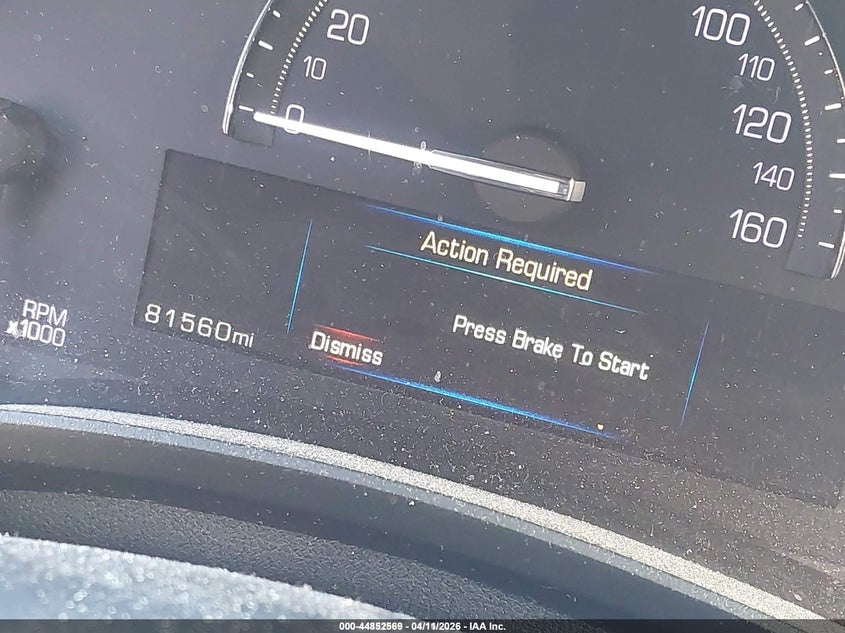 20
10
0
100
110
120
140
160
Action Required
Press Brake To Start
Dismiss
81560mi
RPM
x1000
000-44852569 - 04/11/2026 - IAA Inc.